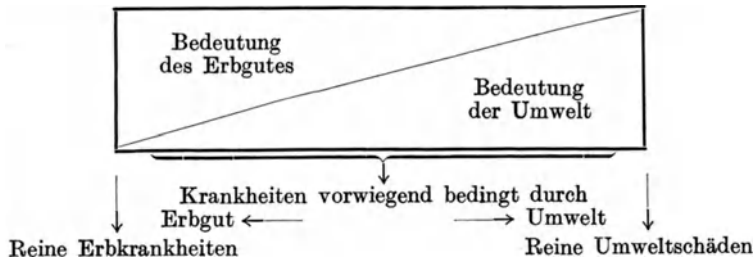 Bedeutung
des Erbgutes
Bedeutung
der Umwelt
Krankheiten vorwiegend bedingt durch
Erbgut Umwelt
Reine Erbkrankheiten Reine Umweltschäden